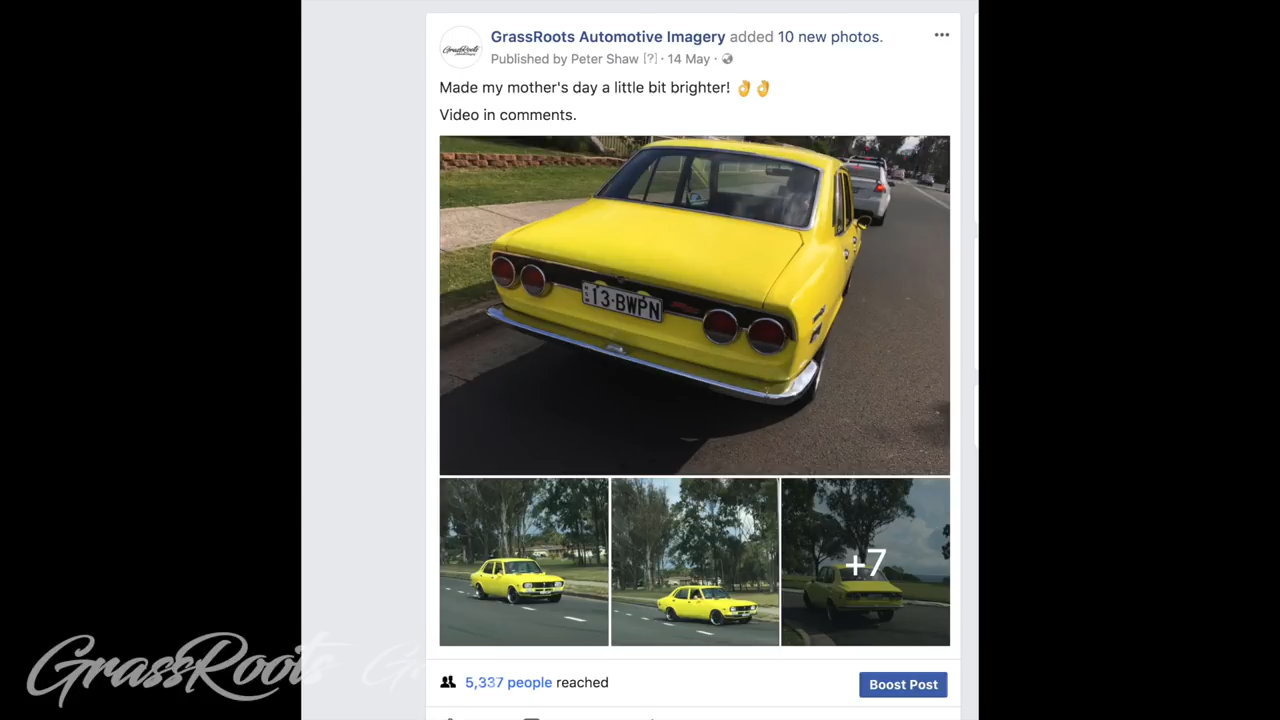 GrassRoots
GrassRoots Automotive Imagery added 10 new photos.
Published by Peter Shaw [?] · 14 May ·
Made my mother's day a little bit brighter! 👌👌
Video in comments.
13·BWPN
+7
5,337 people reached
Boost Post
GrassRoots